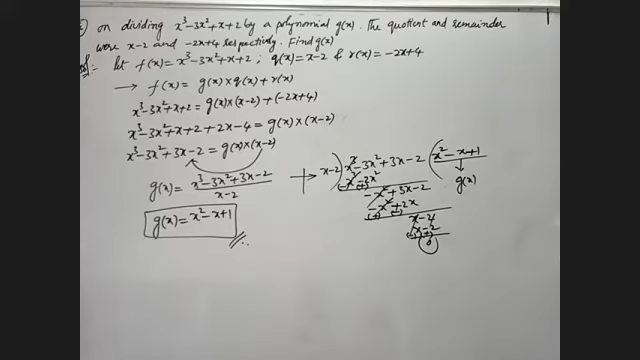 on dividing x³-3x²+x+2 by a polynomial g(x). The quotient and remainder
were x-2 and -2x+4 respectively. Find g(x)
Sol:- let f(x)=x³-3x²+x+2; q(x)=x-2 & r(x)=-2x+4
→ f(x) = g(x)×q(x)+r(x)
x³-3x²+x+2=g(x)×(x-2)+(-2x+4)
x³-3x²+x+2+2x-4=g(x)×(x-2)
x³-3x²+3x-2=g(x)×(x-2)
g(x)=x³-3x²+3x-2
x-2
g(x)=x²-x+1
x-2)x³-3x²+3x-2(x²-x+1
g(x)
-x³-3x²
(-) (+)
-x²+3x-2
-x²+2x
(+) (-)
x-2
(-) (+)
0